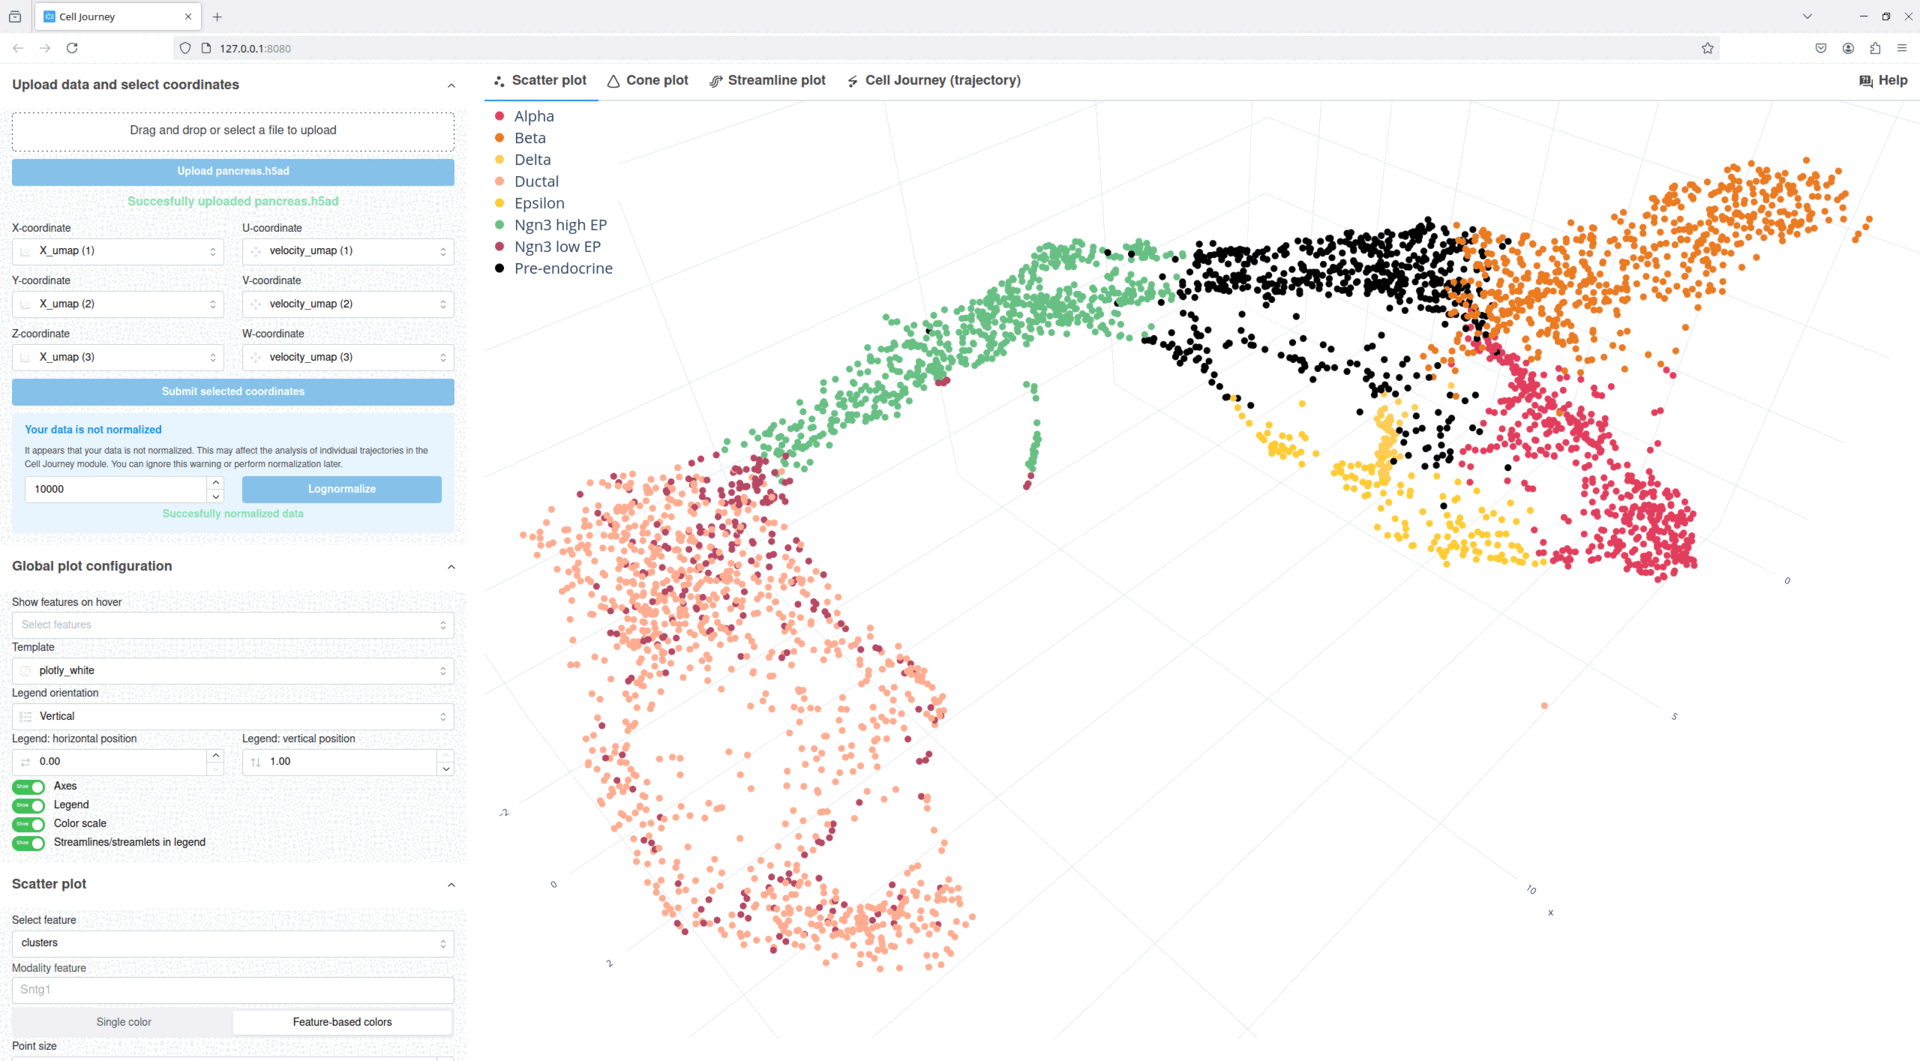 Cell Journey
127.0.0.1:8080
Upload data and select coordinates
Drag and drop or select a file to upload
Upload pancreas.h5ad
Succesfully uploaded pancreas.h5ad
X-coordinate U-coordinate
X_umap (1) velocity_umap (1)
Y-coordinate V-coordinate
X_umap (2) velocity_umap (2)
Z-coordinate W-coordinate
X_umap (3) velocity_umap (3)
Submit selected coordinates
Your data is not normalized
It appears that your data is not normalized. This may affect the analysis of individual trajectories in the
Cell Journey module. You can ignore this warning or perform normalization later.
10000 Lognormalize
Succesfully normalized data
Global plot configuration
Show features on hover
Select features
Template
plotly_white
Legend orientation
Vertical
Legend: horizontal position Legend: vertical position
0.00 1.00
Show Axes
Show Legend
Show Color scale
Show Streamlines/streamlets in legend
Scatter plot
Select feature
clusters
Modality feature
Sntg1
Single color Feature-based colors
Point size
Scatter plot Cone plot Streamline plot Cell Journey (trajectory) Help
Alpha
Beta
Delta
Ductal
Epsilon
Ngn3 high EP
Ngn3 low EP
Pre-endocrine
0
5
-2
0
10
x
2